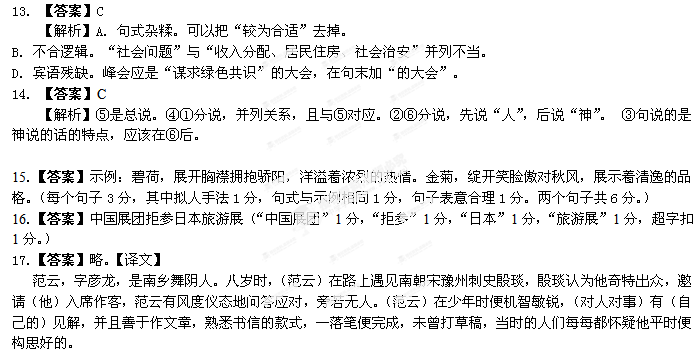 13. 【答案】C
【解析】A. 句式杂糅。可以把“较为合适”去掉。
B. 不合逻辑。“社会问题”与“收入分配、居民住房、社会治安”并列不当。
D. 宾语残缺。峰会应是“谋求绿色共识”的大会，在句末加“的大会”。
14. 【答案】C
【解析】⑤是总说。④①分说，并列关系，且与⑤对应。②⑥分说，先说“人”，后说“神”。 ③句说的是
神说的话的特点，应该在⑥后。
15. 【答案】示例：碧荷，展开胸襟拥抱骄阳，洋溢着浓烈的热情。金菊，绽开笑脸傲对秋风，展示着清逸的品
格。（每个句子 3 分，其中拟人手法 1 分，句式与示例相同 1 分，句子表意合理 1 分。两个句子共 6 分。）
16. 【答案】中国展团拒参日本旅游展（“中国展团”1 分，“拒参”1 分，“日本”1 分，“旅游展”1 分，超字扣
1 分。）
17. 【答案】略。【译文】
范云，字彦龙，是南乡舞阴人。八岁时，（范云）在路上遇见南朝宋豫州刺史殷琰，殷琰认为他奇特出众，邀
请（他）入席作客，范云有风度仪态地问答应对，旁若无人。（范云）在少年时便机智敏锐，（对人对事）有（自
己的）见解，并且善于作文章，熟悉书信的款式，一落笔便完成，未曾打草稿，当时的人们每每都怀疑他平时便
构思好的。